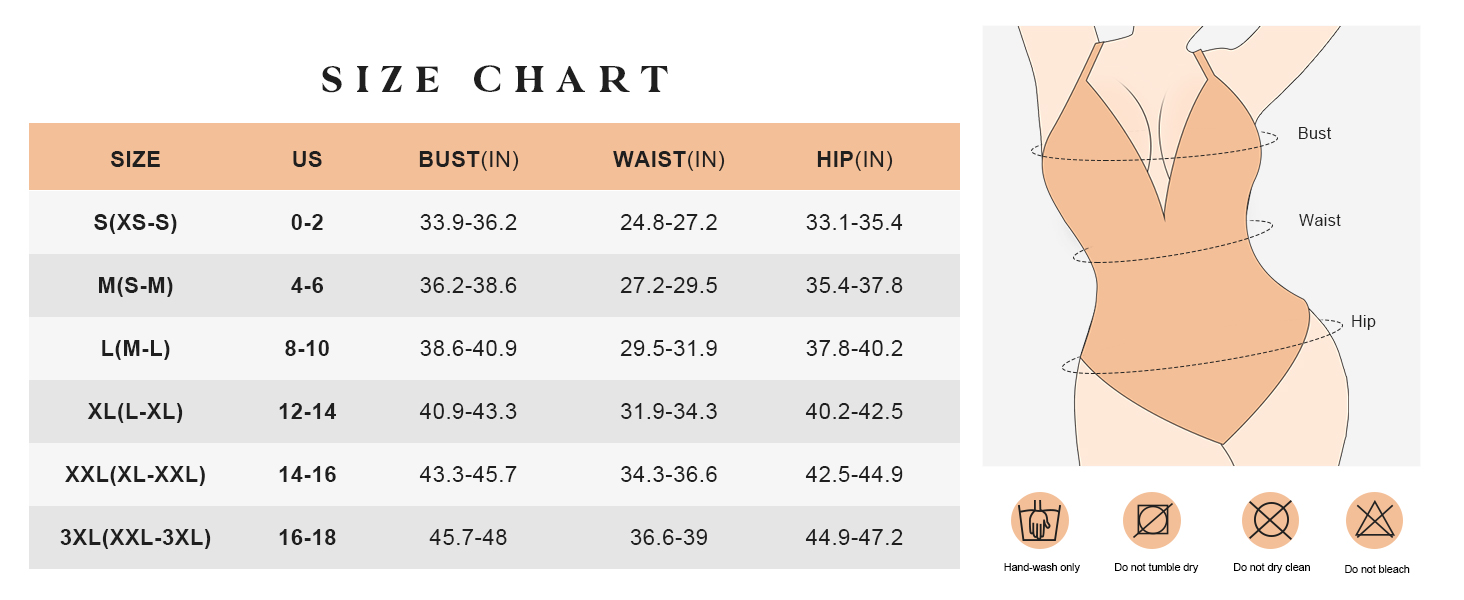 SIZE CHART
SIZE US BUST(IN) WAIST(IN) HIP(IN)
S(XS-S) 0-2 33.9-36.2 24.8-27.2 33.1-35.4
M(S-M) 4-6 36.2-38.6 27.2-29.5 35.4-37.8
L(M-L) 8-10 38.6-40.9 29.5-31.9 37.8-40.2
XL(L-XL) 12-14 40.9-43.3 31.9-34.3 40.2-42.5
XXL(XL-XXL) 14-16 43.3-45.7 34.3-36.6 42.5-44.9
3XL(XXL-3XL) 16-18 45.7-48 36.6-39 44.9-47.2
Bust
Waist
Hip
Hand-wash only
Do not tumble dry
Do not dry clean
Do not bleach